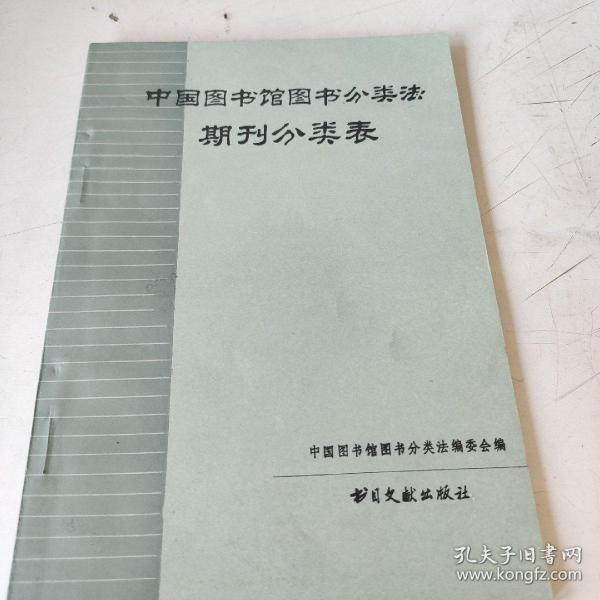 中国图书馆图书分类法
期刊分类表
中国图书馆图书分类法编委会编
书目文献出版社
孔夫子旧书网
www.kongfz.com